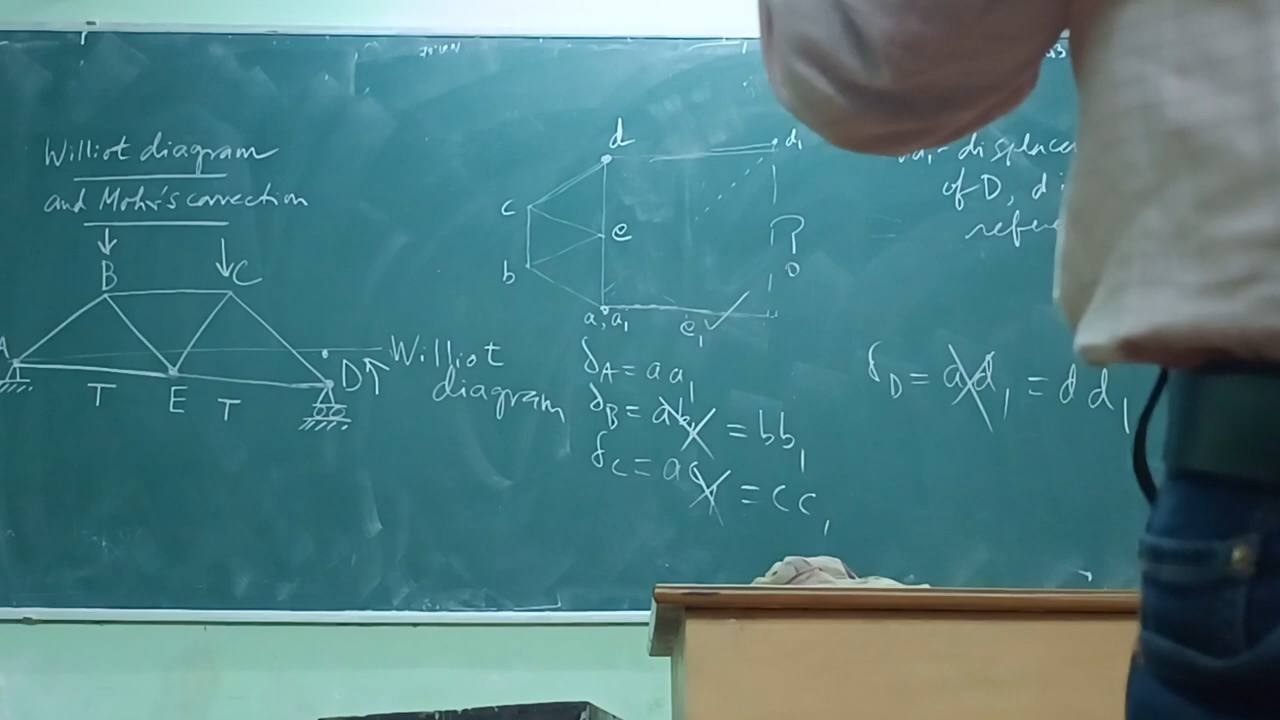 Williot diagram
and Mohr's correction
B
C
A
D
T
E
T
Williot
diagram
d
d₁
c
e
b
a, a₁
e₁
?
δA = aa₁
δB = ab₁ = bb₁
δC = ac₁ = cc₁
of D, d
δD = ad₁ = dd₁